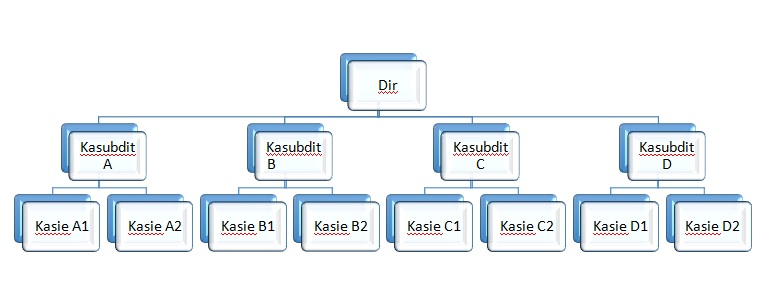 Dir
Kasubdit
A
Kasubdit
B
Kasubdit
C
Kasubdit
D
Kasie A1
Kasie A2
Kasie B1
Kasie B2
Kasie C1
Kasie C2
Kasie D1
Kasie D2